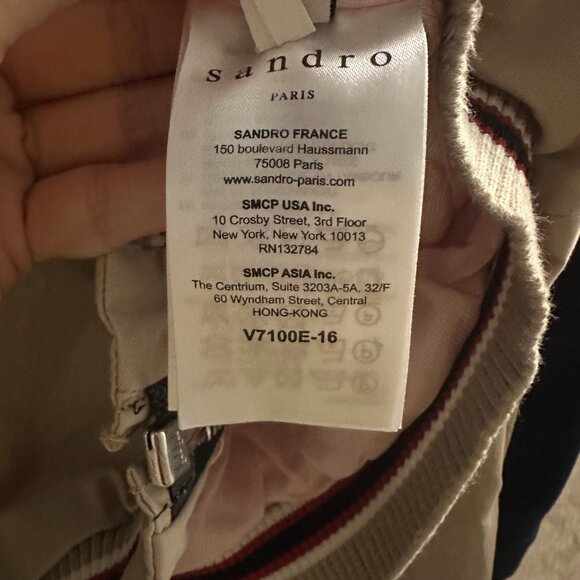 sandro
PARIS
SANDRO FRANCE
150 boulevard Haussmann
75008 Paris
www.sandro-paris.com
SMCP USA Inc.
10 Crosby Street, 3rd Floor
New York, New York 10013
RN132784
SMCP ASIA Inc.
The Centrium, Suite 3203A-5A, 32/F
60 Wyndham Street, Central
HONG-KONG
V7100E-16